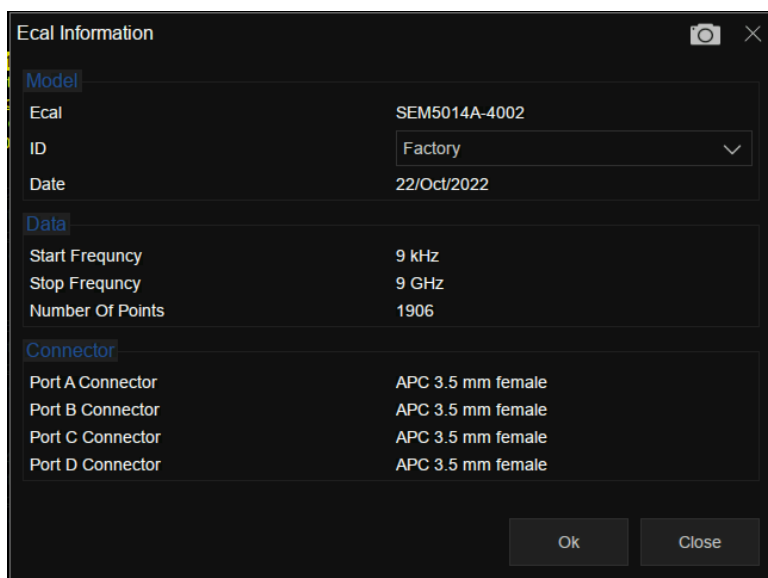 Ecal Information
Model
Ecal SEM5014A-4002
ID Factory
Date 22/Oct/2022
Data
Start Frequncy 9 kHz
Stop Frequncy 9 GHz
Number Of Points 1906
Connector
Port A Connector APC 3.5 mm female
Port B Connector APC 3.5 mm female
Port C Connector APC 3.5 mm female
Port D Connector APC 3.5 mm female
Ok Close